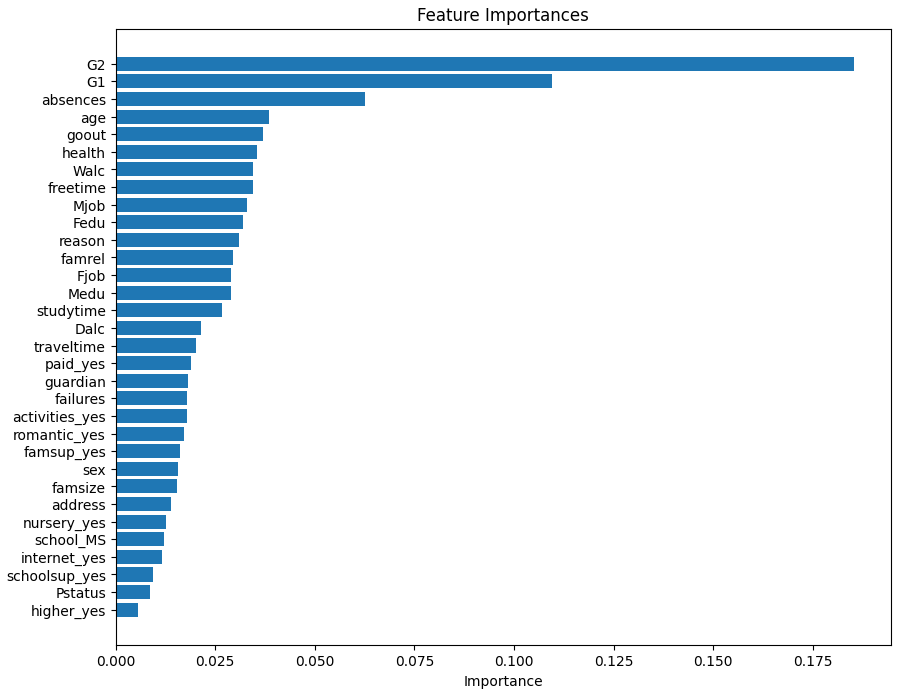 Feature Importances
G2
G1
absences
age
goout
health
Walc
freetime
Mjob
Fedu
reason
famrel
Fjob
Medu
studytime
Dalc
traveltime
paid_yes
guardian
failures
activities_yes
romantic_yes
famsup_yes
sex
famsize
address
nursery_yes
school_MS
internet_yes
schoolsup_yes
Pstatus
higher_yes
0.000 0.025 0.050 0.075 0.100 0.125 0.150 0.175
Importance